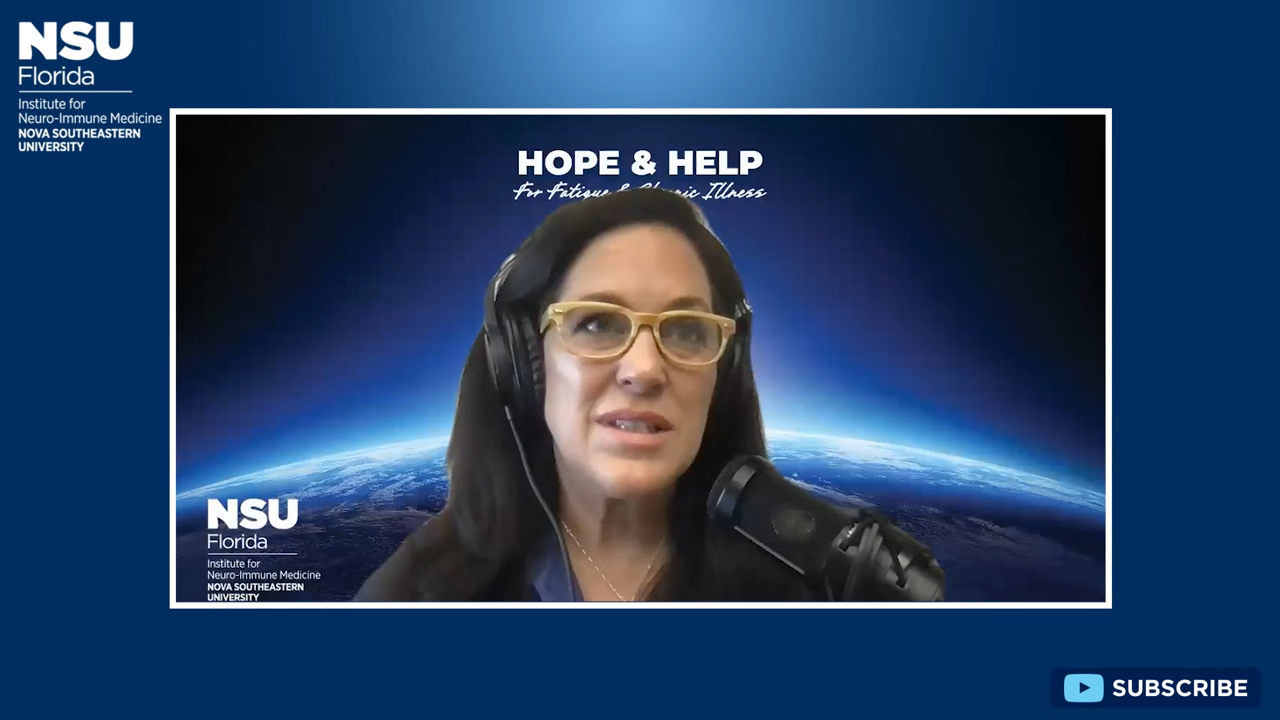 NSU
Florida
Institute for
Neuro-Immune Medicine
NOVA SOUTHEASTERN
UNIVERSITY
HOPE & HELP
For Fatigue & Illness
NSU
Florida
Institute for
Neuro-Immune Medicine
NOVA SOUTHEASTERN
UNIVERSITY
SUBSCRIBE